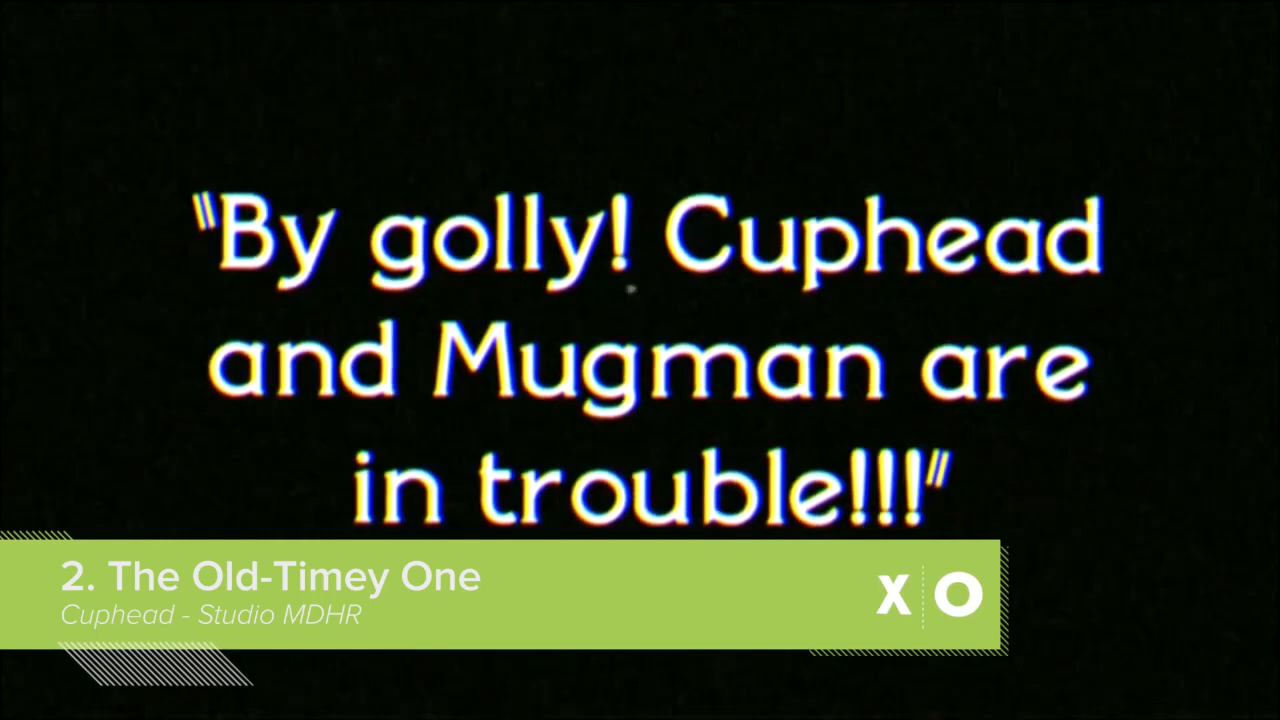 "By golly! Cuphead
and Mugman are
in trouble!!!"
2. The Old-Timey One
Cuphead - Studio MDHR
X O